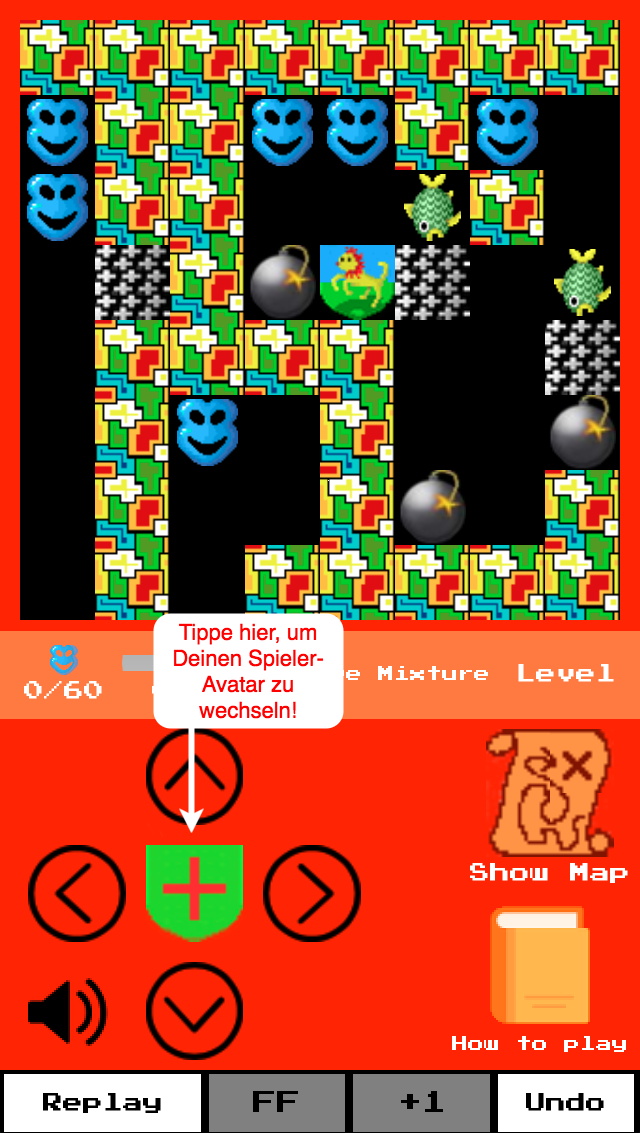 Tippe hier, um
Deinen Spieler-
Avatar zu
wechseln!
0/60
e Mixture
Level
Show Map
How to play
Replay
FF
+1
Undo